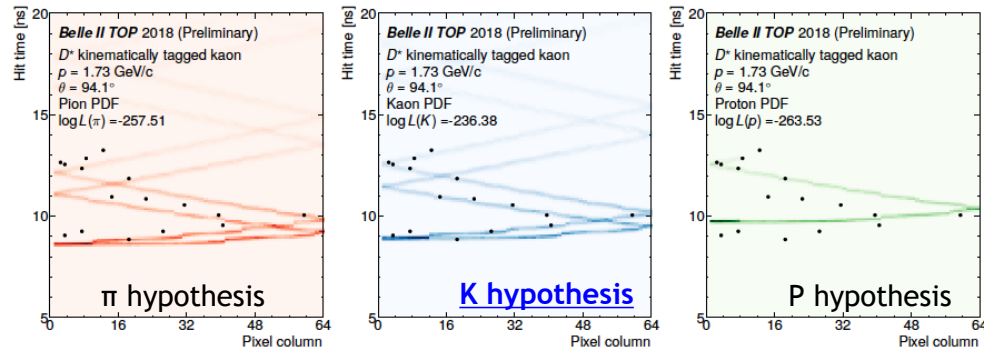 Hit time [ns]
20
15
10
5
Belle II TOP 2018 (Preliminary)
D* kinematically tagged kaon
p = 1.73 GeV/c
θ = 94.1°
Pion PDF
log L(π) =-257.51
π hypothesis
0 16 32 48 64
Pixel column
Hit time [ns]
20
15
10
5
Belle II TOP 2018 (Preliminary)
D* kinematically tagged kaon
p = 1.73 GeV/c
θ = 94.1°
Kaon PDF
log L(K) =-236.38
K hypothesis
0 16 32 48 64
Pixel column
Hit time [ns]
20
15
10
5
Belle II TOP 2018 (Preliminary)
D* kinematically tagged kaon
p = 1.73 GeV/c
θ = 94.1°
Proton PDF
log L(p) =-263.53
P hypothesis
0 16 32 48 64
Pixel column